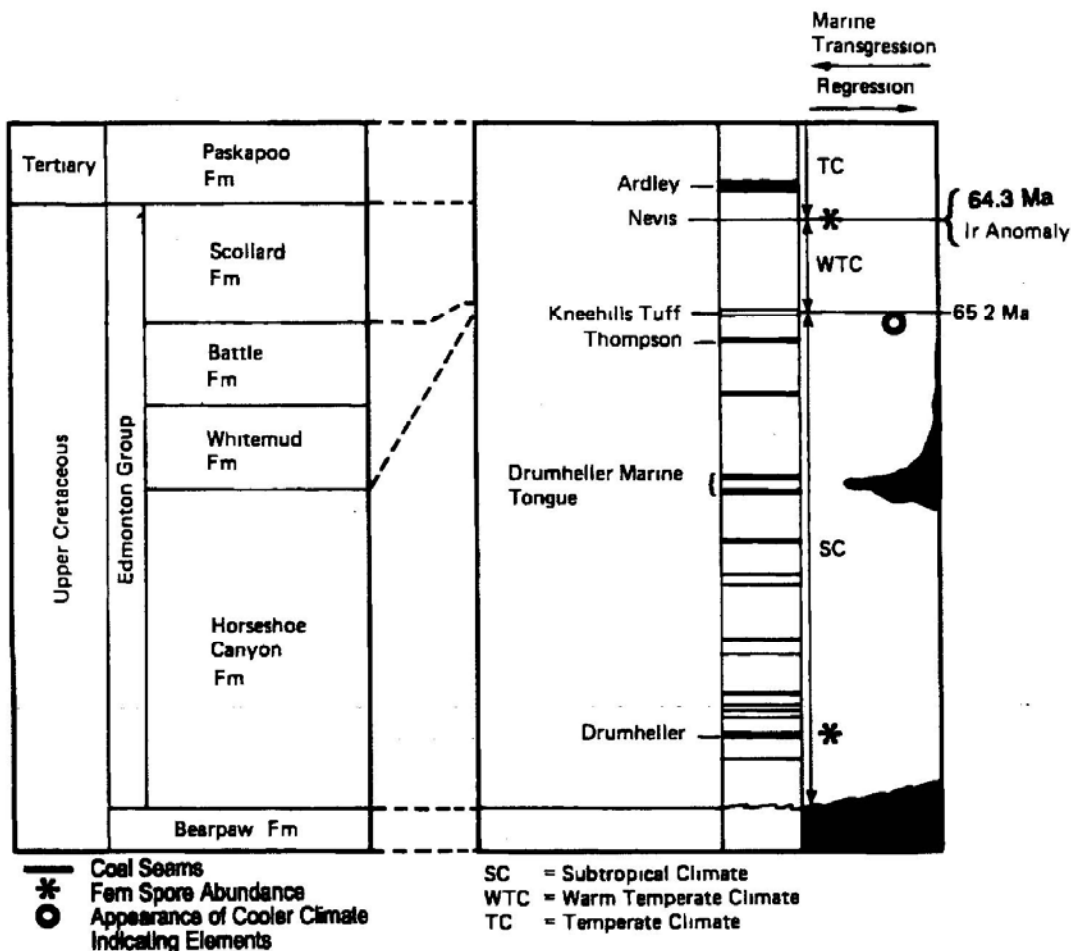 Marine
Transgression
Regression
Tertiary
Paskapoo
Fm
Upper Cretaceous
Edmonton Group
Scollard
Fm
Battle
Fm
Whitemud
Fm
Horseshoe
Canyon
Fm
Bearpaw Fm
Ardley
Nevis
Kneehills Tuff
Thompson
Drumheller Marine
Tongue
Drumheller
TC
WTC
SC
64.3 Ma
Ir Anomaly
65 2 Ma
Coal Seams
Fern Spore Abundance
Appearance of Cooler Climate
Indicating Elements
SC = Subtropical Climate
WTC = Warm Temperate Climate
TC = Temperate Climate